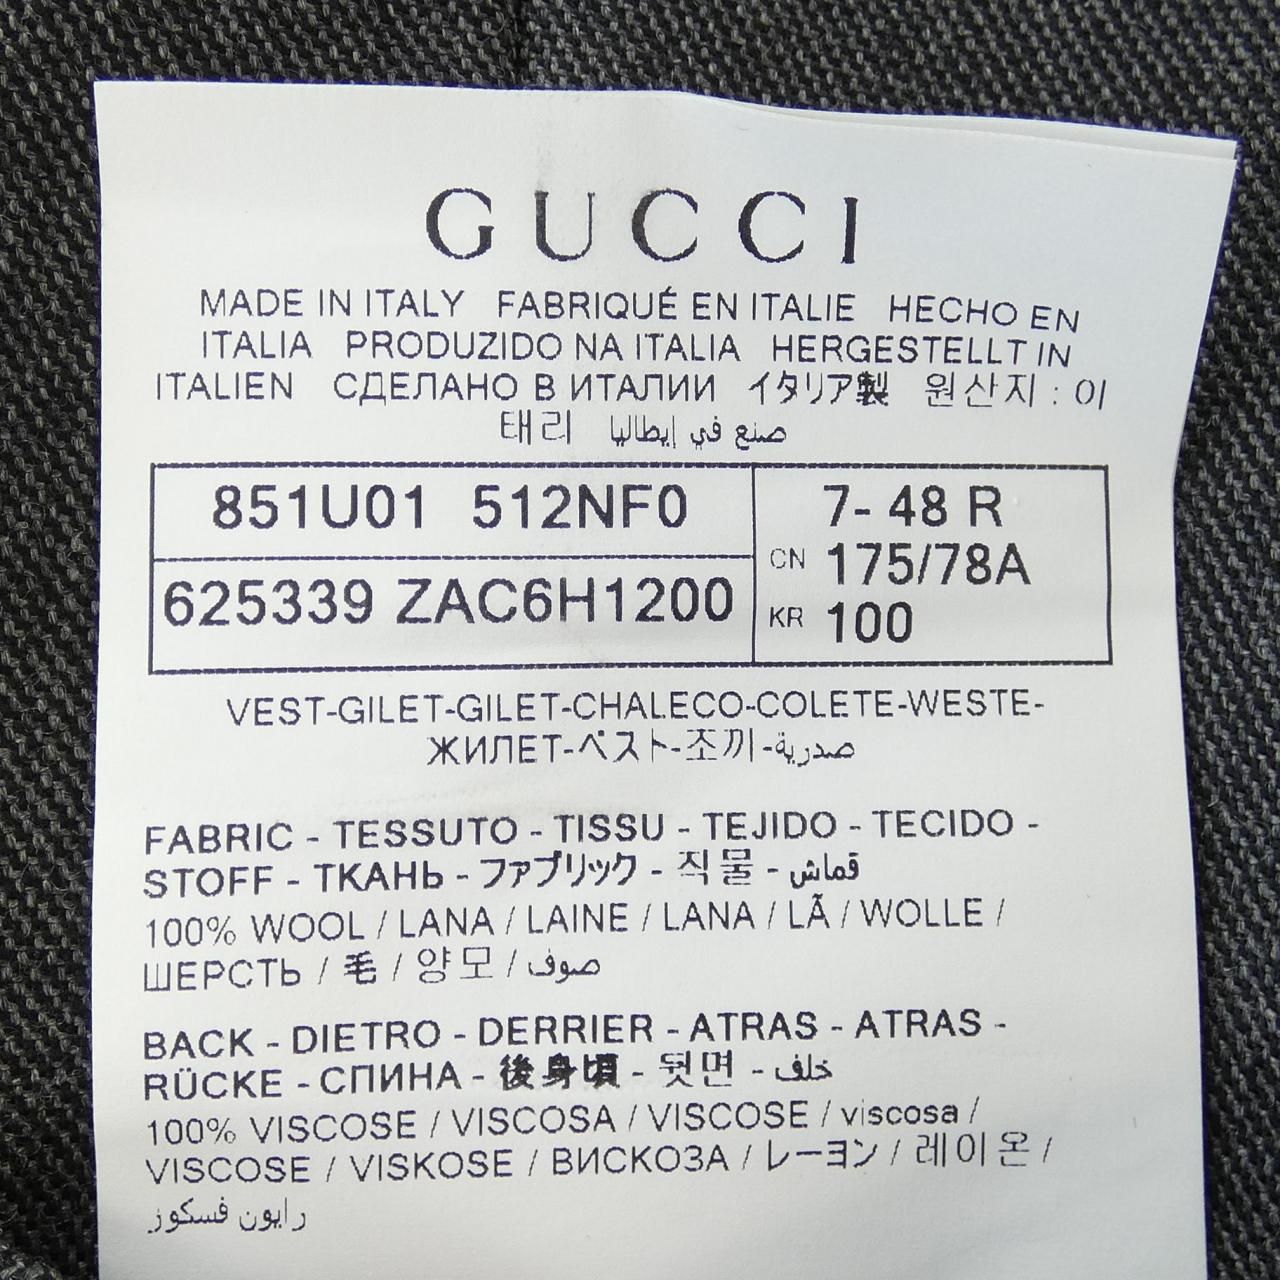 GUCCI
MADE IN ITALY FABRIQUÉ EN ITALIE HECHO EN
ITALIA PRODUZIDO NA ITALIA HERGESTELLT IN
ITALIEN СДЕЛАНО В ИТАЛИИ イタリア製 원산지 : 이
태리 صنع في إيطاليا
851U01 512NF0
625339 ZAC6H1200
7- 48 R
CN 175/78A
KR 100
VEST-GILET-GILET-CHALECO-COLETE-WESTE-
ЖИЛЕТ-ベスト-조끼-صدرية
FABRIC - TESSUTO - TISSU - TEJIDO - TECIDO -
STOFF - ТКАНЬ - ファブリック - 직물 - قماش
100% WOOL / LANA / LAINE / LANA / LÃ / WOLLE /
ШЕРСТЬ / 毛 / 양모 / صوف
BACK - DIETRO - DERRIER - ATRAS - ATRAS -
RÜCKE - СПИНА - 後身頃 - 뒷면 - خلف
100% VISCOSE / VISCOSA / VISCOSE / viscosa /
VISCOSE / VISKOSE / ВИСКОЗА / レーヨン / 레이온 /
رايون فسكوز